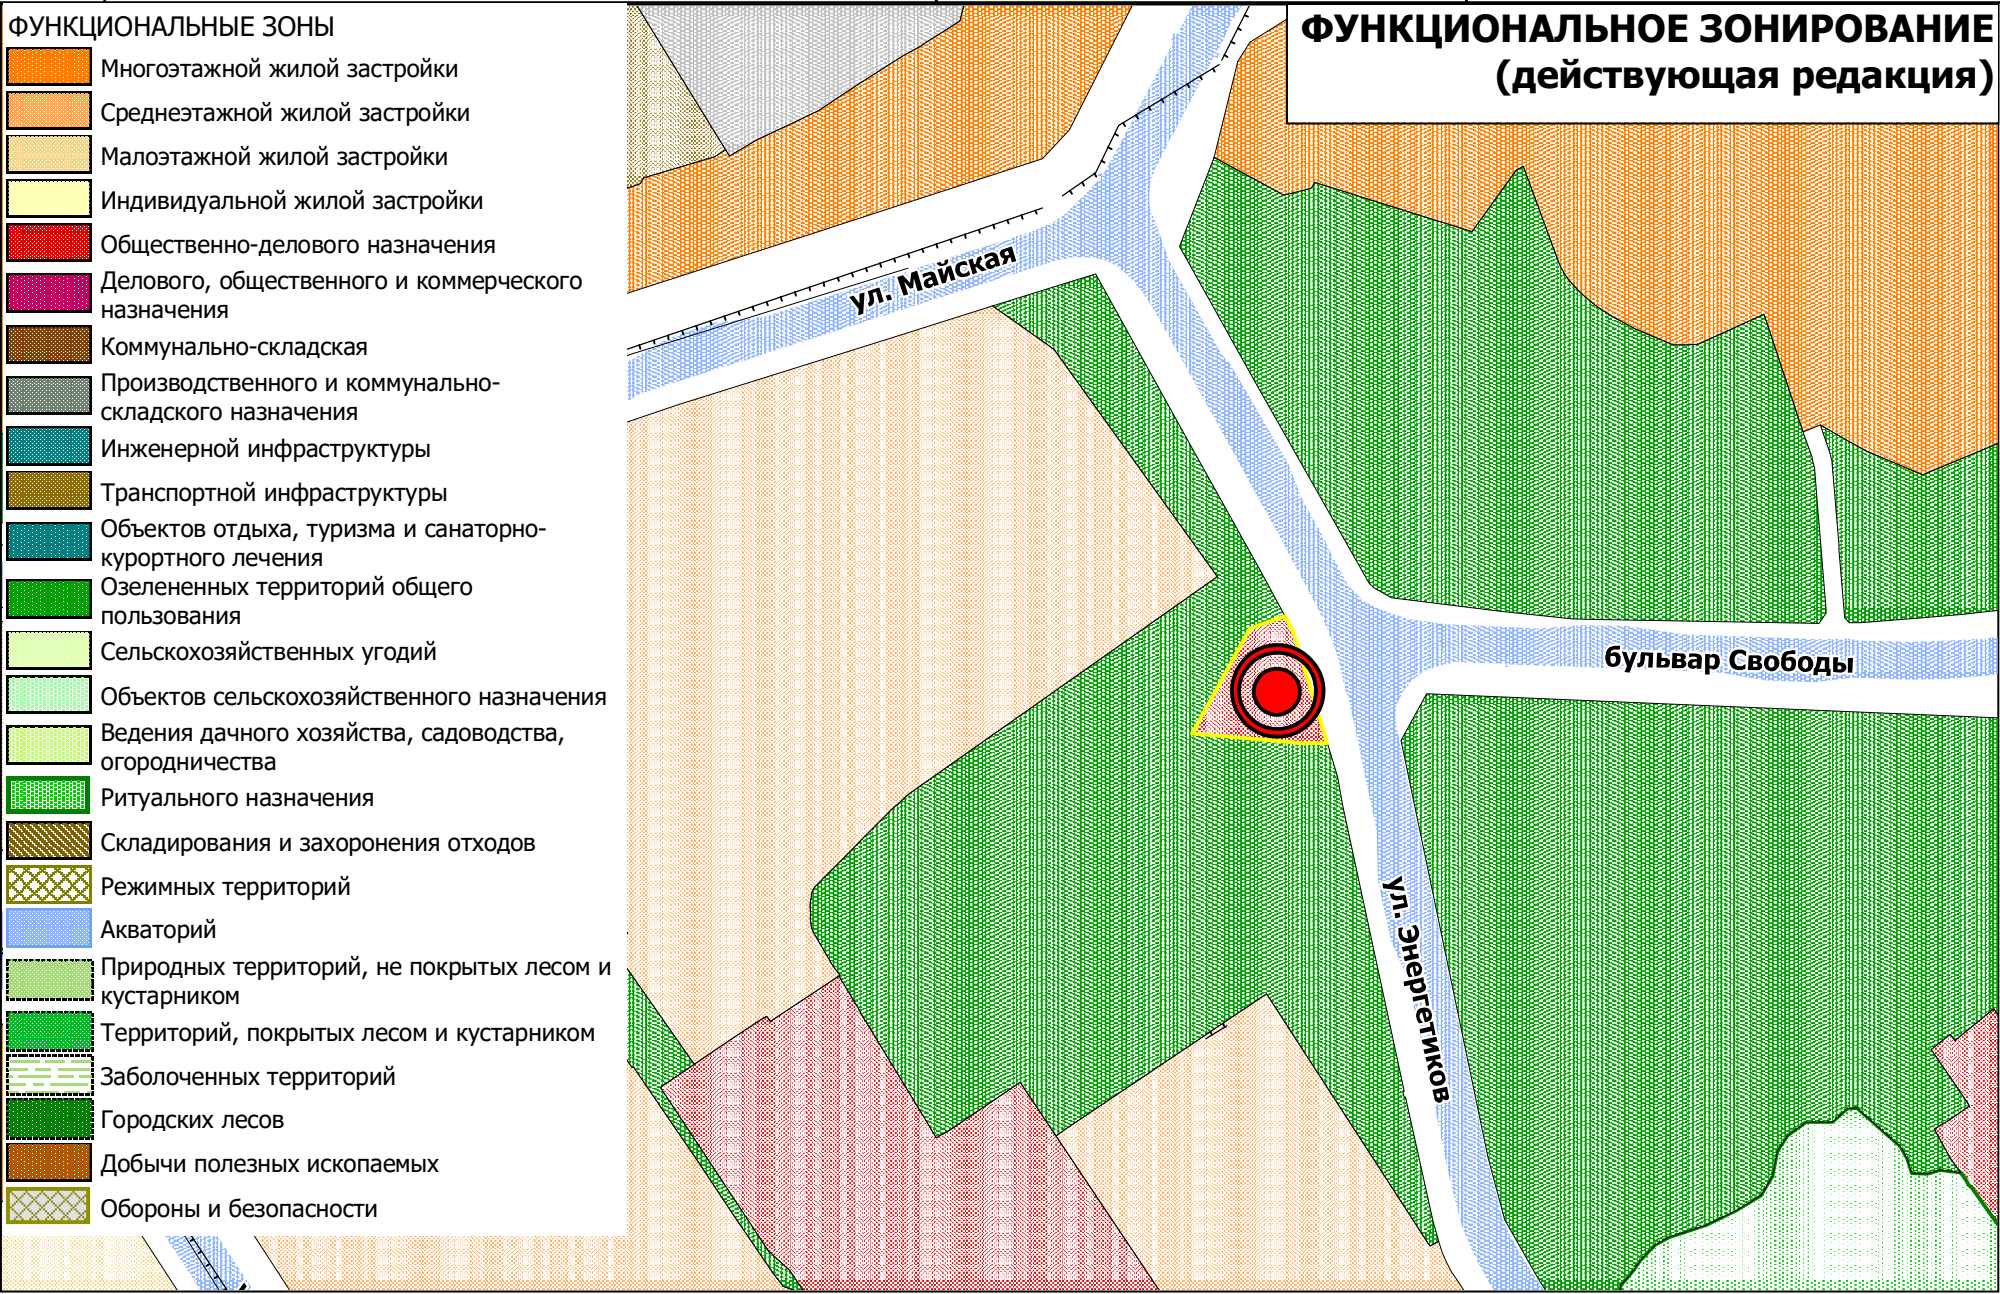 ФУНКЦИОНАЛЬНЫЕ ЗОНЫ
Многоэтажной жилой застройки
Среднеэтажной жилой застройки
Малоэтажной жилой застройки
Индивидуальной жилой застройки
Общественно-делового назначения
Делового, общественного и коммерческого
назначения
Коммунально-складская
Производственного и коммунально-
складского назначения
Инженерной инфраструктуры
Транспортной инфраструктуры
Объектов отдыха, туризма и санаторно-
курортного лечения
Озелененных территорий общего
пользования
Сельскохозяйственных угодий
Объектов сельскохозяйственного назначения
Ведения дачного хозяйства, садоводства,
огородничества
Ритуального назначения
Складирования и захоронения отходов
Режимных территорий
Акваторий
Природных территорий, не покрытых лесом и
кустарником
Территорий, покрытых лесом и кустарником
Заболоченных территорий
Городских лесов
Добычи полезных ископаемых
Обороны и безопасности
ФУНКЦИОНАЛЬНОЕ ЗОНИРОВАНИЕ
(действующая редакция)
ул. Майская
бульвар Свободы
ул. Энергетиков